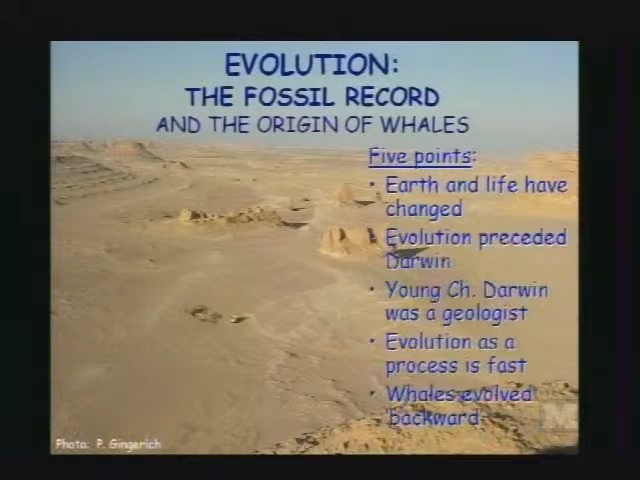 EVOLUTION:
THE FOSSIL RECORD
AND THE ORIGIN OF WHALES
Five points:
• Earth and life have
changed
• Evolution preceded
Darwin
• Young Ch. Darwin
was a geologist
• Evolution as a
process is fast
• Whales evolved
backward
M
Photo: P. Gingerich